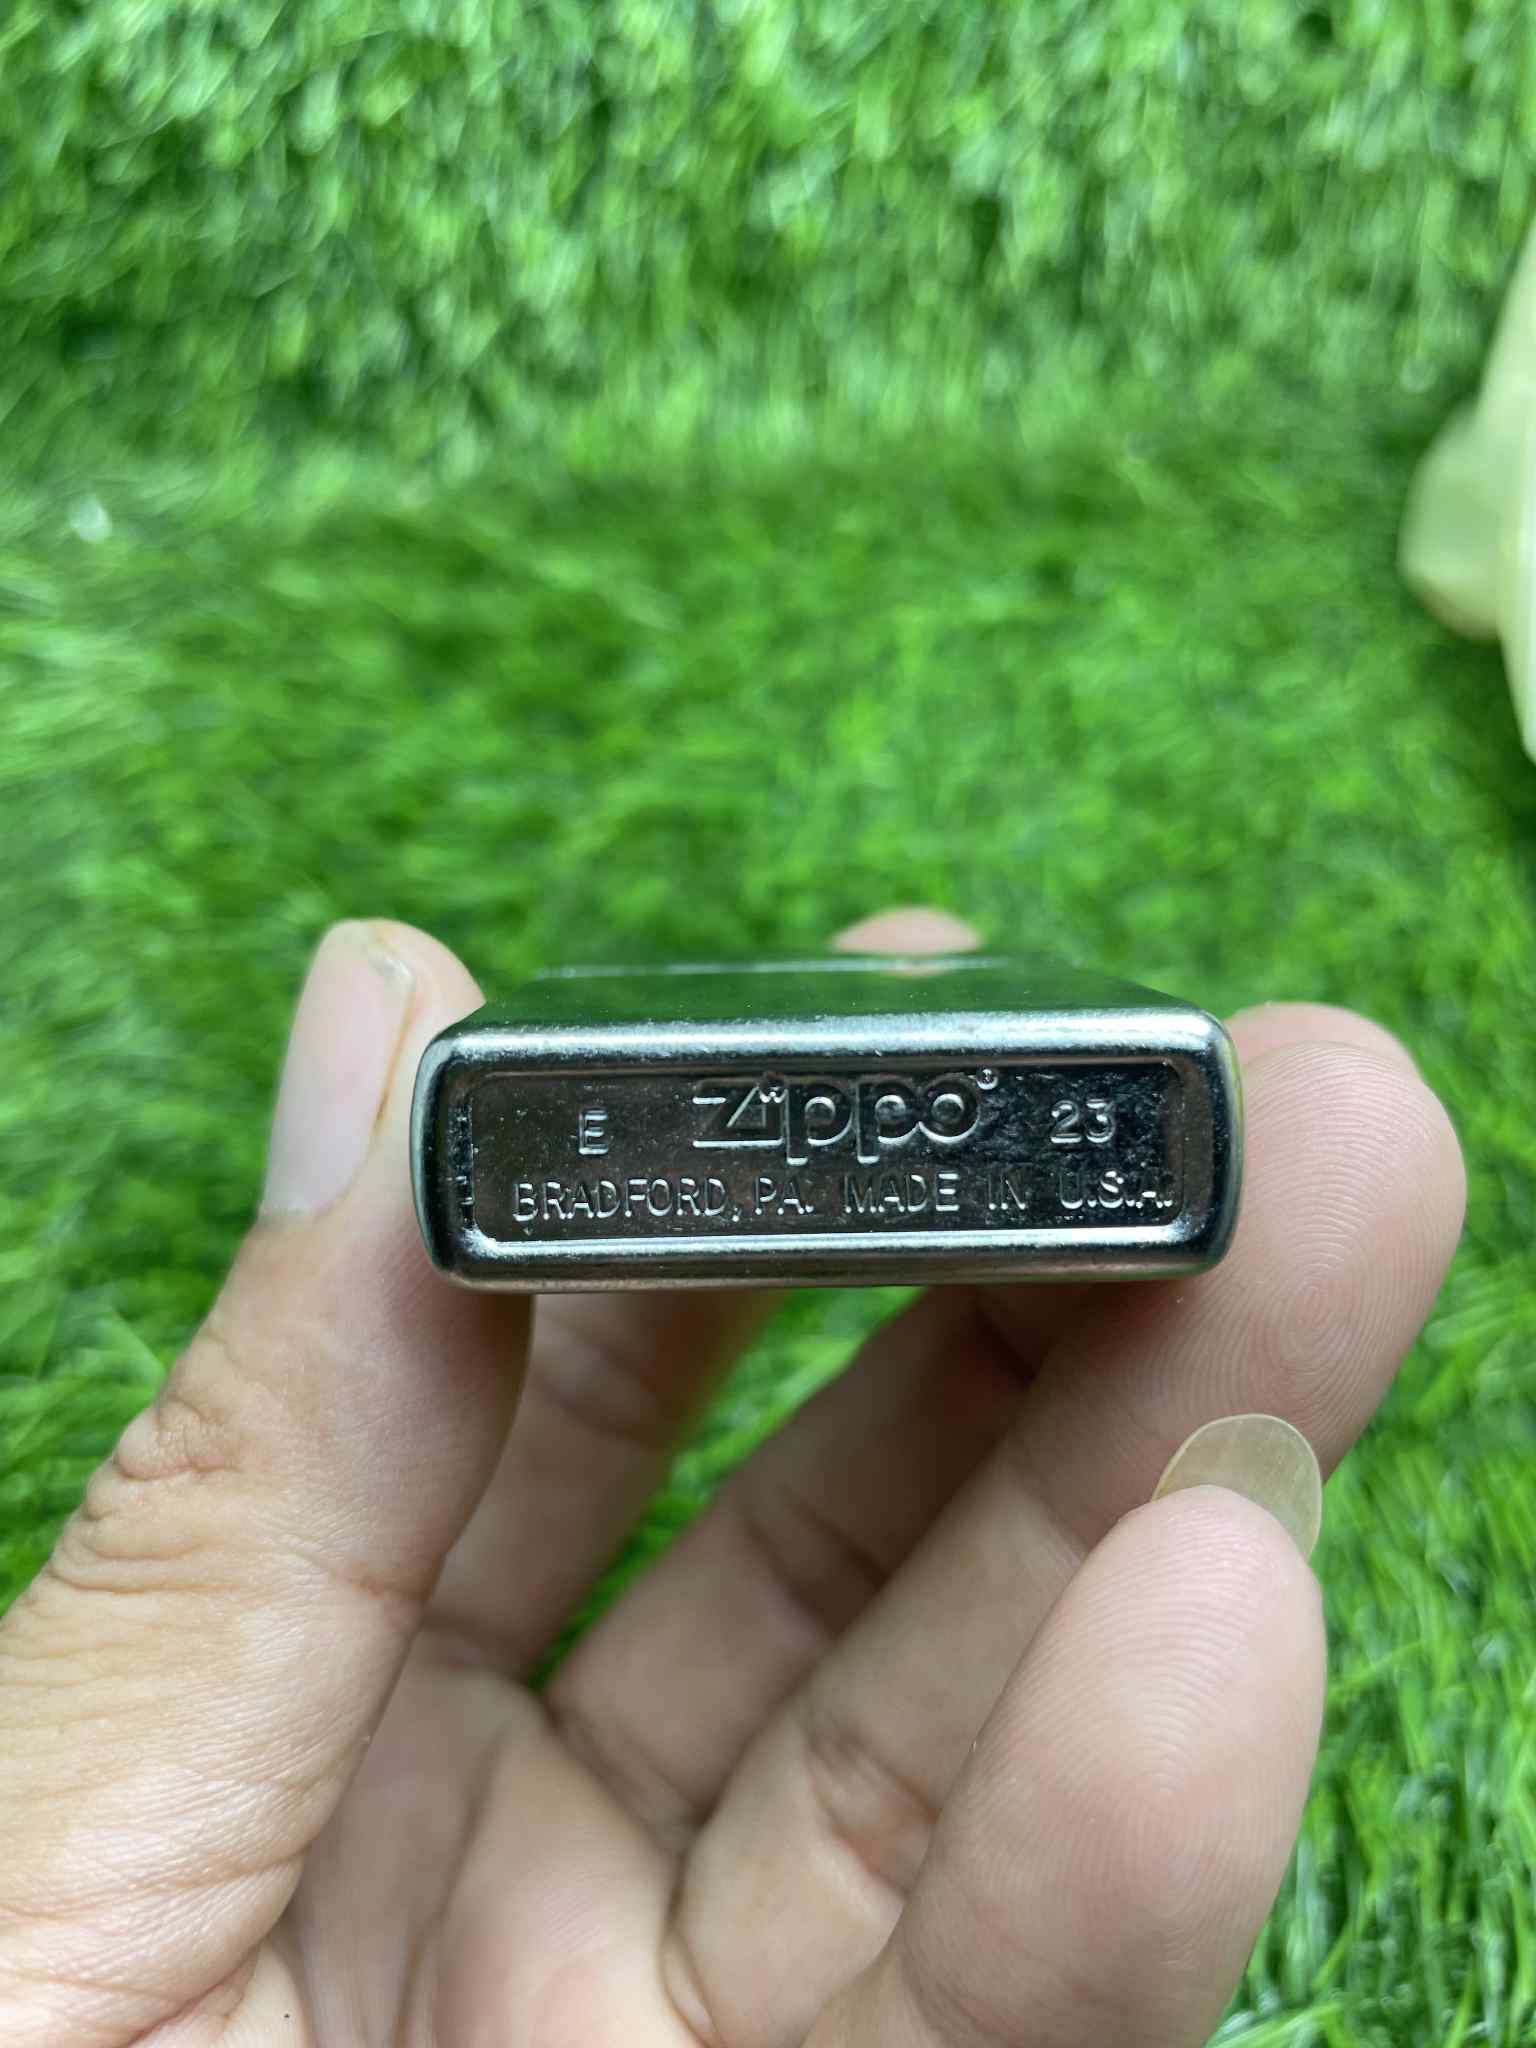 E zippo® 23
BRADFORD, PA. MADE IN U.S.A.